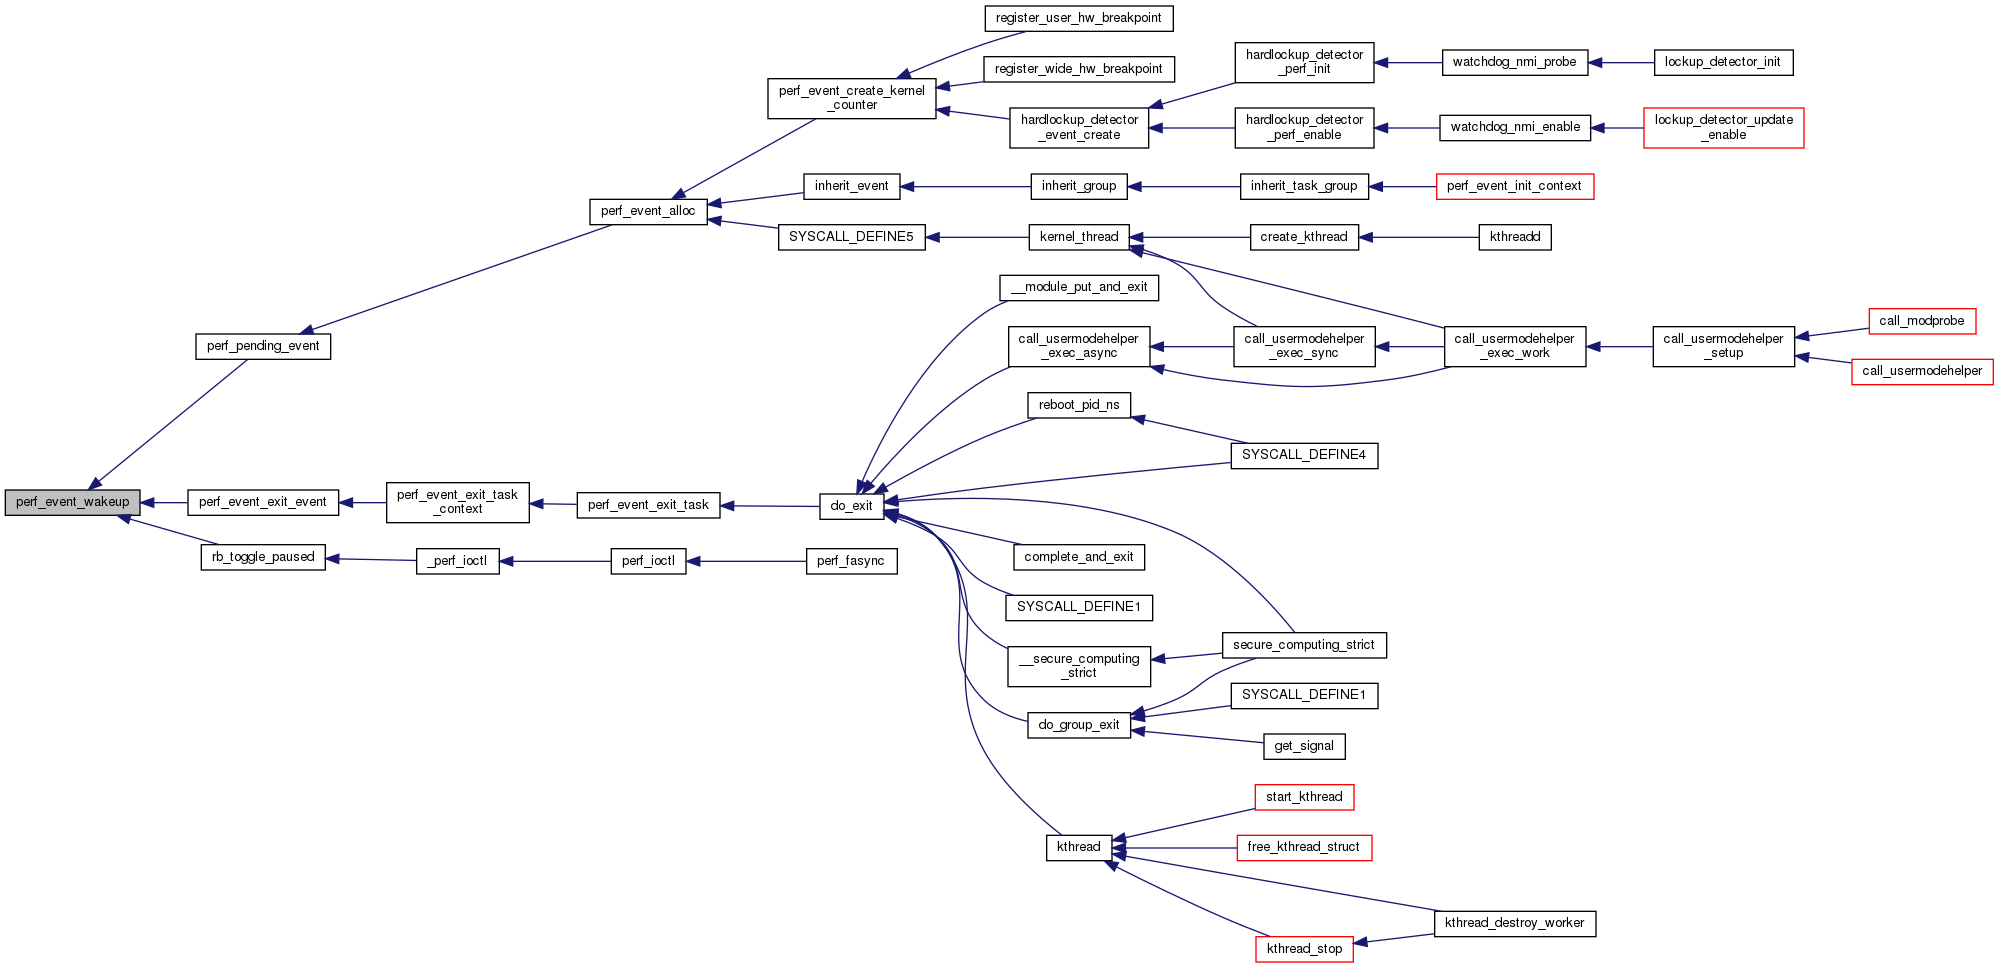 register_user_hw_breakpoint
register_wide_hw_breakpoint
perf_event_create_kernel
_counter
hardlockup_detector
_perf_init
watchdog_nmi_probe
lockup_detector_init
hardlockup_detector
_event_create
hardlockup_detector
_perf_enable
watchdog_nmi_enable
lockup_detector_update
_enable
perf_event_alloc
inherit_event
inherit_group
inherit_task_group
perf_event_init_context
SYSCALL_DEFINE5
kernel_thread
create_kthread
kthreadd
__module_put_and_exit
perf_pending_event
call_usermodehelper
_exec_async
call_usermodehelper
_exec_sync
call_usermodehelper
_exec_work
call_usermodehelper
_setup
call_modprobe
call_usermodehelper
reboot_pid_ns
SYSCALL_DEFINE4
perf_event_wakeup
perf_event_exit_event
perf_event_exit_task
_context
perf_event_exit_task
do_exit
rb_toggle_paused
_perf_ioctl
perf_ioctl
perf_fasync
complete_and_exit
SYSCALL_DEFINE1
__secure_computing
_strict
secure_computing_strict
do_group_exit
SYSCALL_DEFINE1
get_signal
kthread
start_kthread
free_kthread_struct
kthread_destroy_worker
kthread_stop